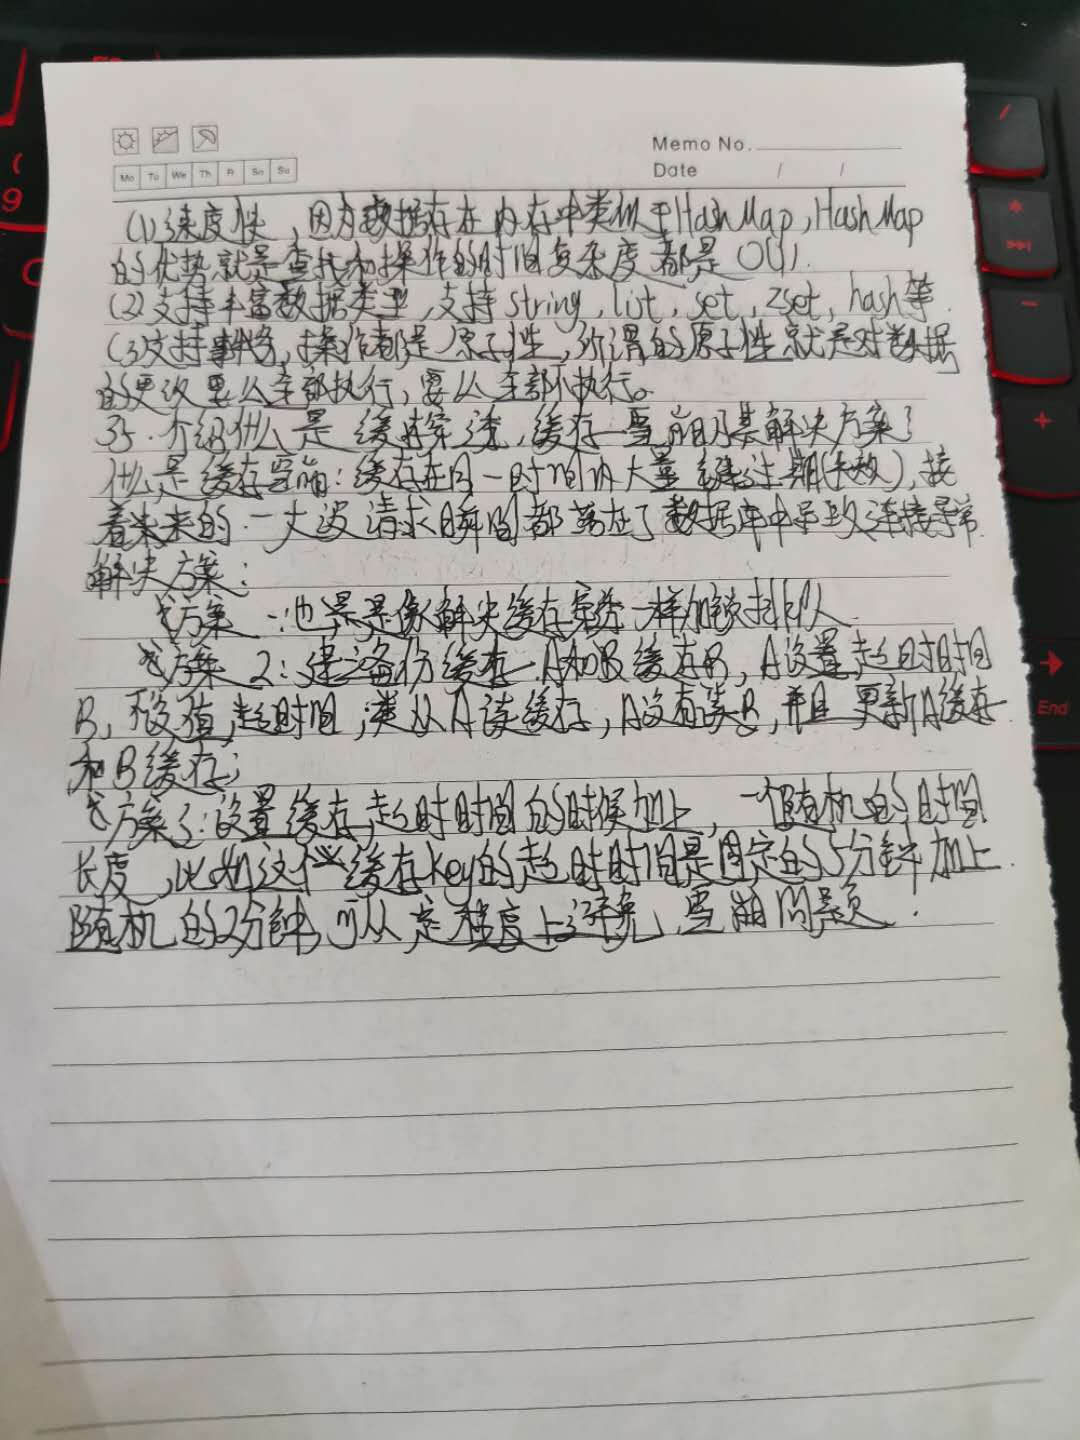 Memo No.
Date / /
Mo Tu We Th Fr Sa Su
(1)速度快,因为数据存在内存中类似于HashMap,HashMap
的优势就是查找和操作的时间复杂度都是O(1).
(2)支持丰富数据类型,支持string,list,set,zset,hash等.
(3)支持事务,操作都是原子性,所谓的原子性就是对数据
的更改要么全部执行,要么全部不执行。
35.介绍什么是缓存穿透,缓存雪崩及其解决方案?
什么是缓存雪崩:缓存在同一时间内大量键过期(失效),接
着来来的一大波请求瞬间都落在了数据库中导致连接异常
解决方案:
方案一:也是是像解决缓存穿透一样加锁排队
方案2:建立备份缓存A和B缓存B,A设置超时时间
B,不设值超时间,类从A读缓存,A没有读B,并且更新A缓存
和B缓存;
方案3:设置缓存超时时间的时候加上,一个随机的时间
长度,比如这个缓存key的超时时间是固定的5分钟加上
随机的2分钟,可从定程度上避免,雪崩问题.